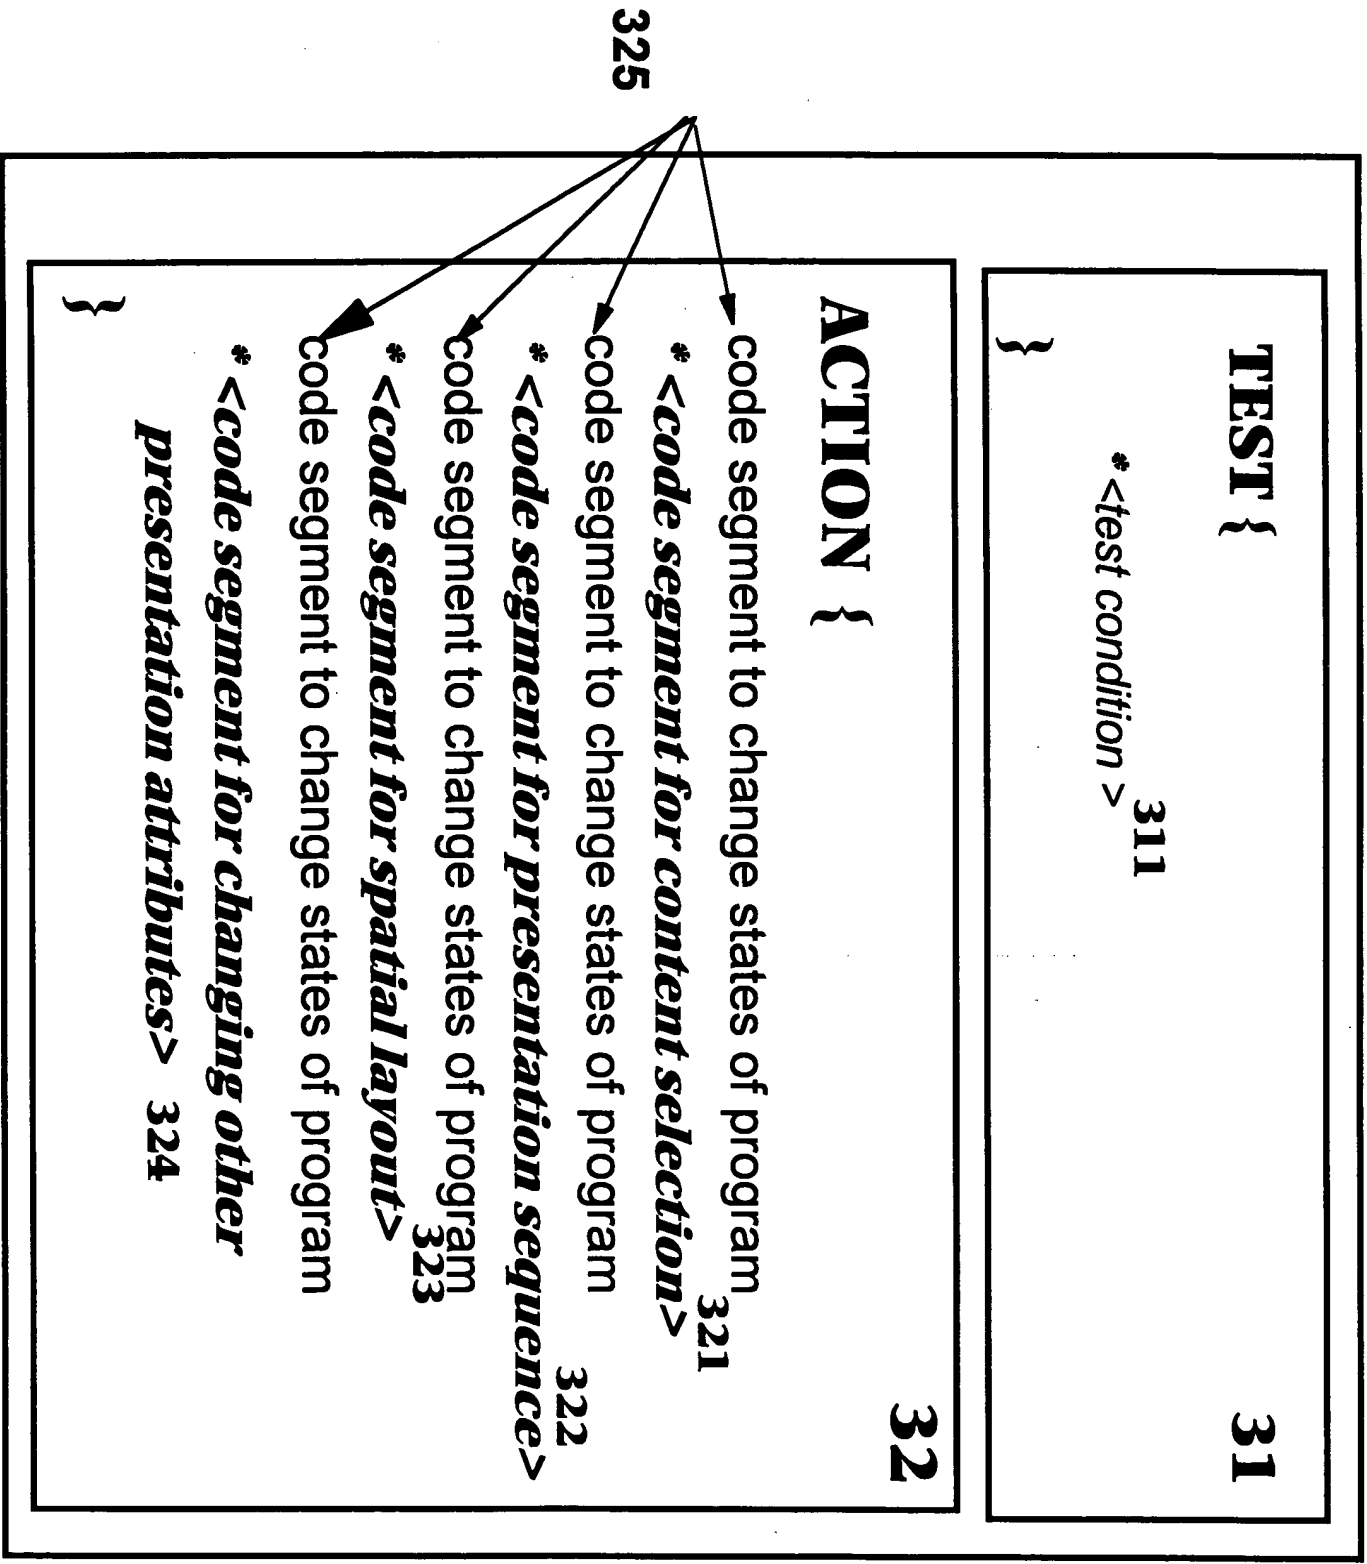 TEST { 31
* <test condition > 311
}
ACTION { 32
code segment to change states of program
* <code segment for content selection> 321
code segment to change states of program
* <code segment for presentation sequence> 322
code segment to change states of program
* <code segment for spatial layout> 323
code segment to change states of program
* <code segment for changing other
presentation attributes> 324
}
325